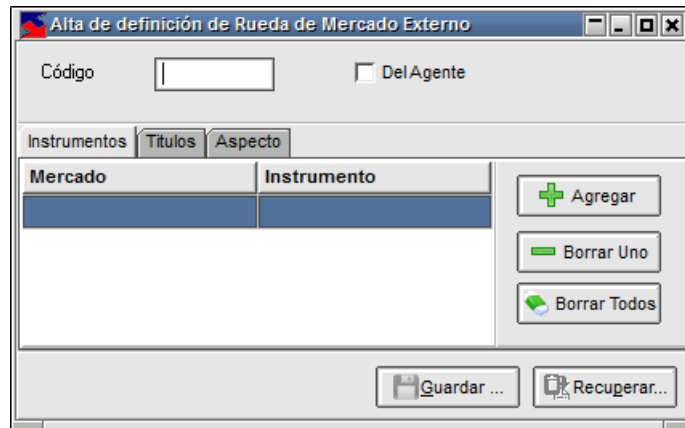 Alta de definición de Rueda de Mercado Externo
Código
Del Agente
Instrumentos Titulos Aspecto
Mercado Instrumento
Agregar
Borrar Uno
Borrar Todos
Guardar ... Recuperar...